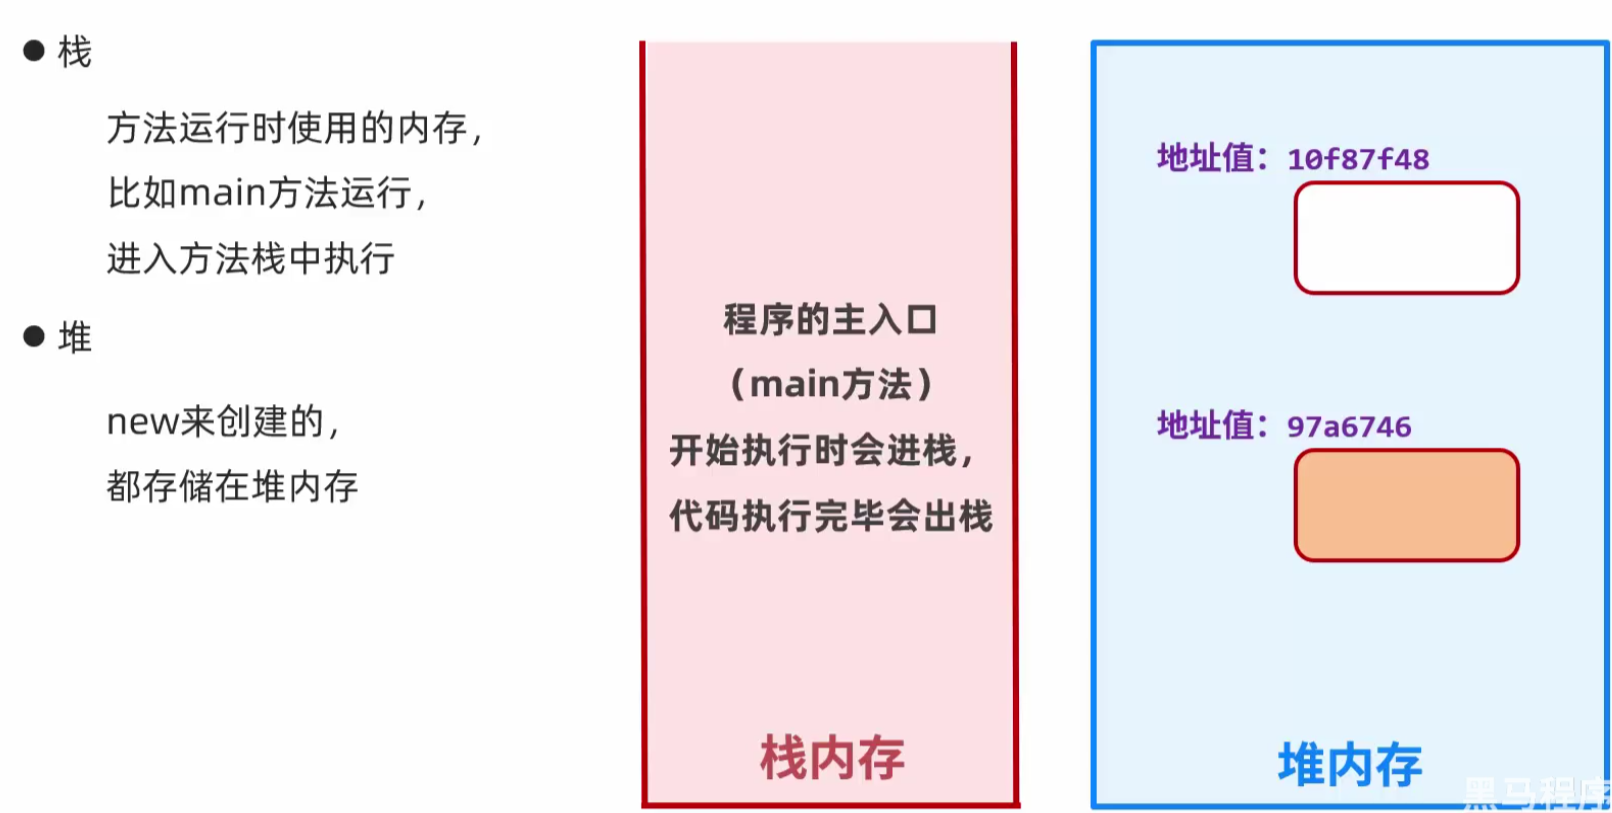 ● 栈
方法运行时使用的内存，
比如main方法运行，
进入方法栈中执行
● 堆
new来创建的，
都存储在堆内存
程序的主入口
（main方法）
开始执行时会进栈，
代码执行完毕会出栈
栈内存
地址值：10f87f48
地址值：97a6746
堆内存
黑马程序